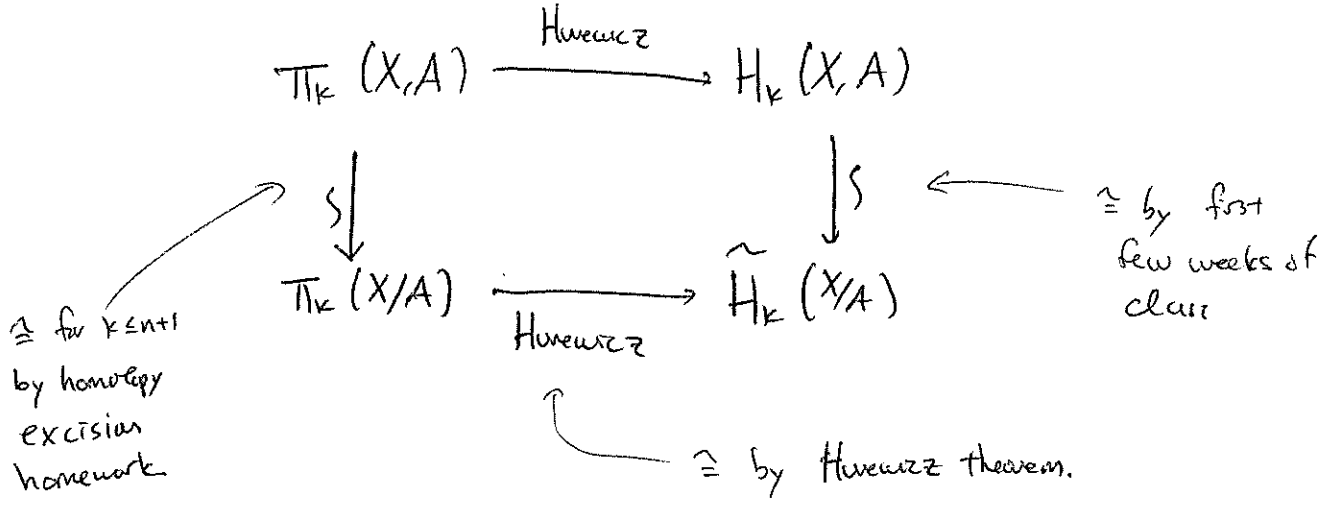 Hurewicz
π_k (X,A) → H_k (X,A)
≅ by first
few weeks of
class
π_k (X/A) → H̃_k (X/A)
Hurewicz
≅ for k≤n+1
by homotopy
excision
homework
≅ by Hurewicz theorem.